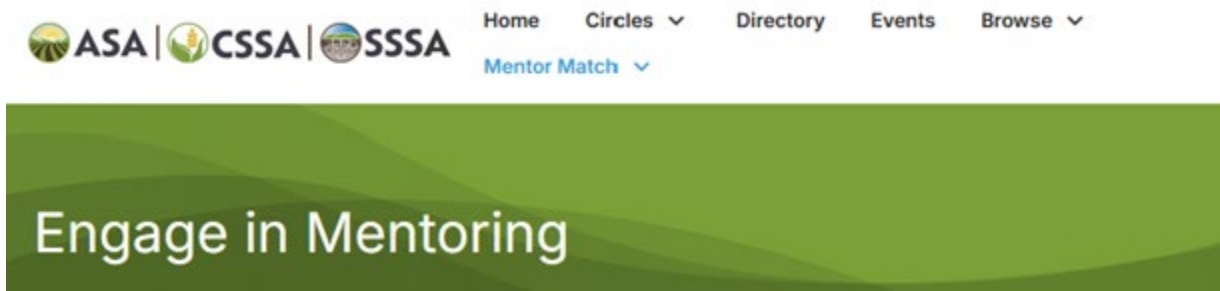 ASA | CSSA | SSSA
Home Circles Directory Events Browse
Mentor Match
Engage in Mentoring